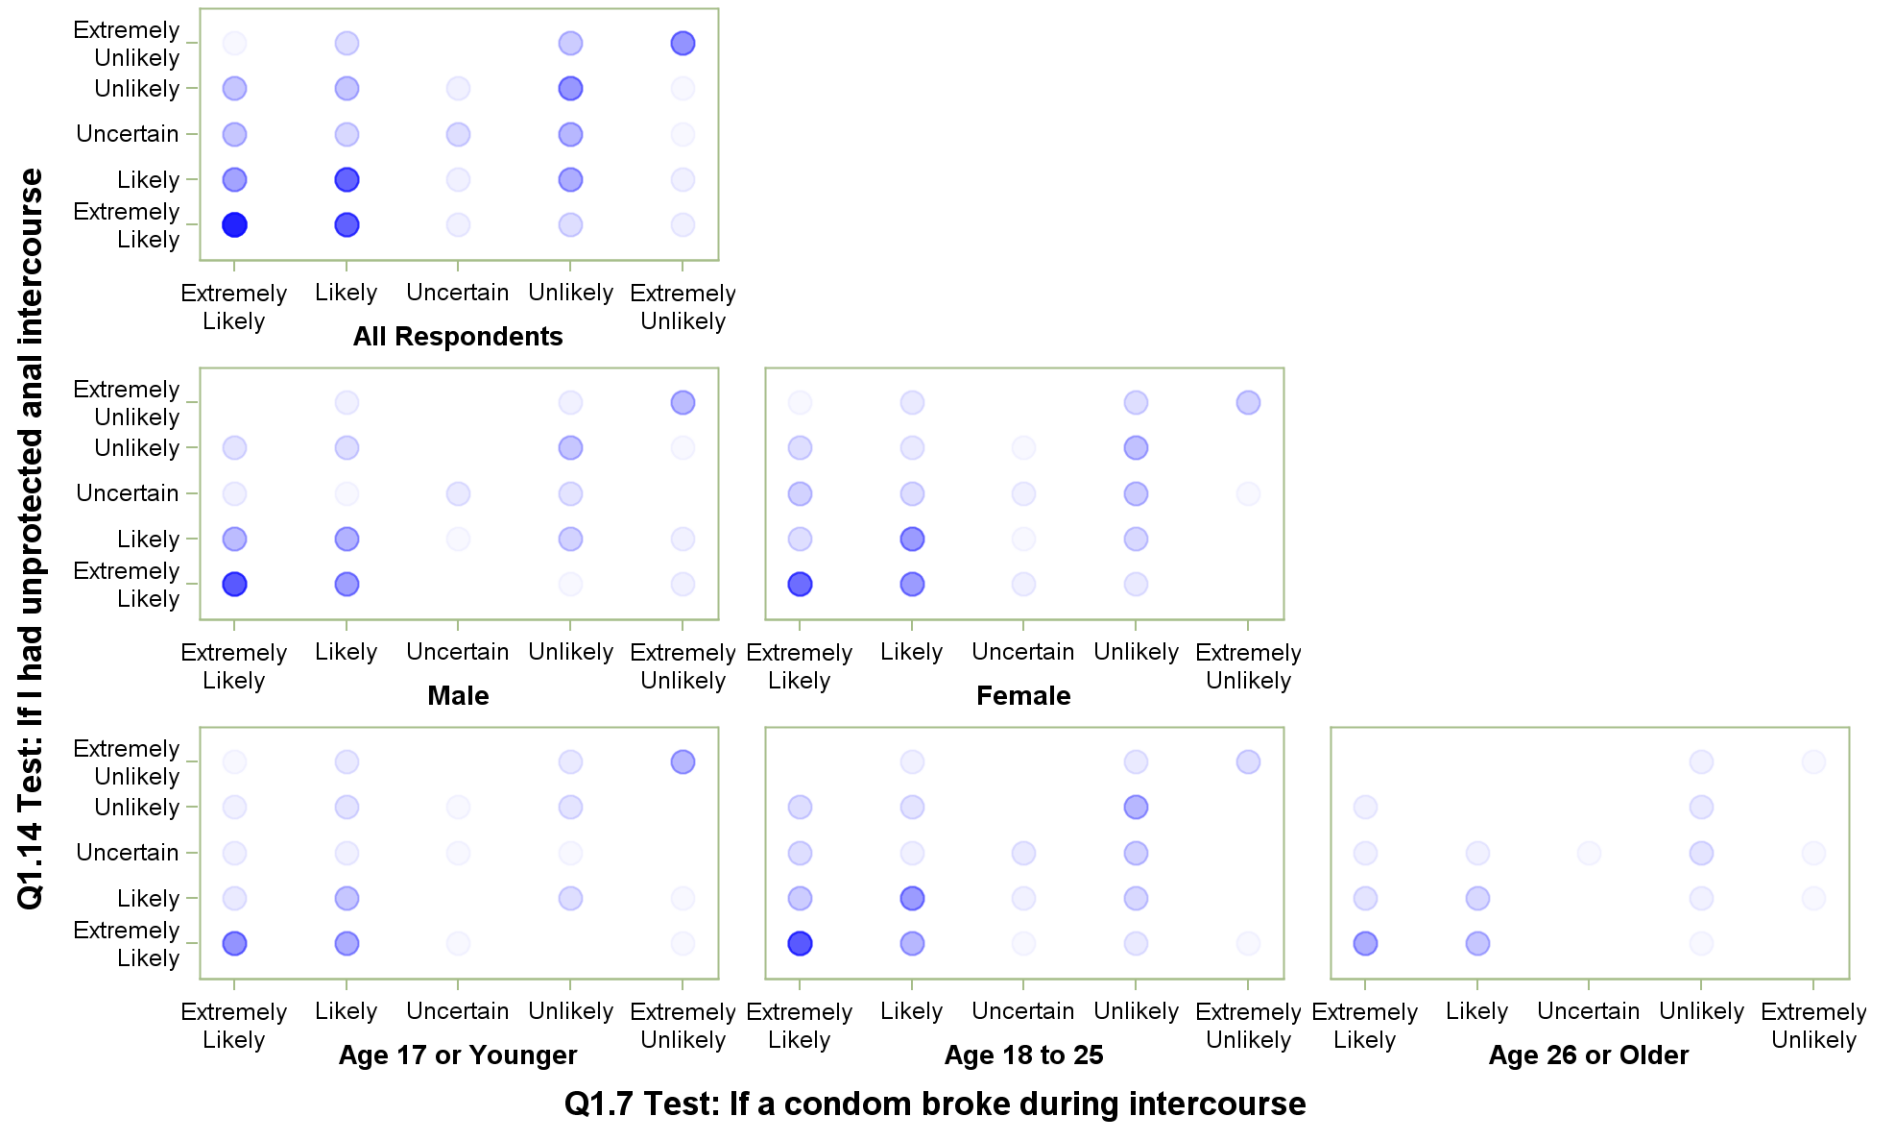 Q1.14 Test: If I had unprotected anal intercourse
Extremely
Unlikely
Unlikely
Uncertain
Likely
Extremely
Likely
Extremely Likely Uncertain Unlikely Extremely
Likely Unlikely
All Respondents
Extremely
Unlikely
Unlikely
Uncertain
Likely
Extremely
Likely
Extremely Likely Uncertain Unlikely Extremely Extremely Likely Uncertain Unlikely Extremely
Likely Unlikely Likely Unlikely
Male Female
Extremely
Unlikely
Unlikely
Uncertain
Likely
Extremely
Likely
Extremely Likely Uncertain Unlikely Extremely Extremely Likely Uncertain Unlikely Extremely Extremely Likely Uncertain Unlikely Extremely
Likely Unlikely Likely Unlikely Likely Unlikely
Age 17 or Younger Age 18 to 25 Age 26 or Older
Q1.7 Test: If a condom broke during intercourse